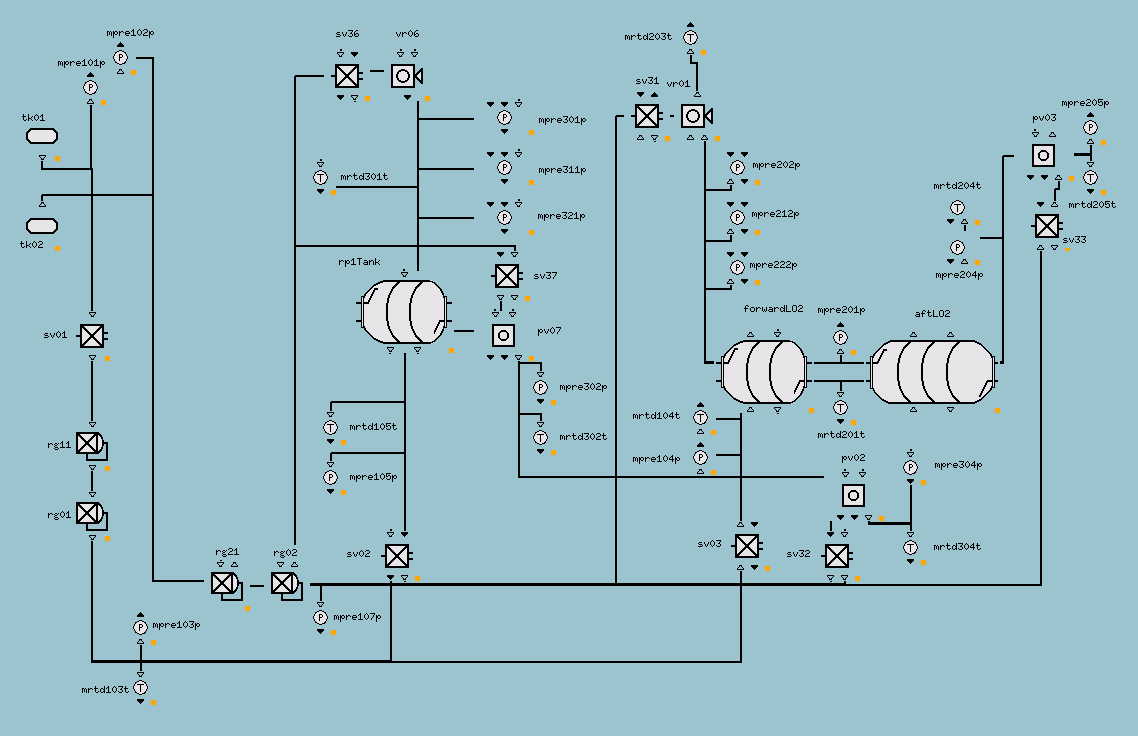 mpre102p
sv36
vr06
mrtd203t
mpre101p
sv31
vr01
mpre205p
tk01
pv03
P
P
T
mpre301p
P
mpre311p
P
mpre321p
P
mrtd301t
T
mpre202p
P
mpre212p
P
mpre222p
P
P
T
mrtd205t
mrtd204t
T
P
mpre204p
sv33
tk02
rp1Tank
sv37
pv07
forwardLO2
mpre201p
aftLO2
P
T
mrtd201t
sv01
mpre302p
P
mrtd302t
T
mrtd104t
T
mpre104p
P
mrtd105t
T
mpre105p
P
rg11
pv02
P
mpre304p
rg01
rg21
rg02
sv02
sv03
sv32
T
mrtd304t
P
mpre107p
P
mpre103p
mrtd103t
T